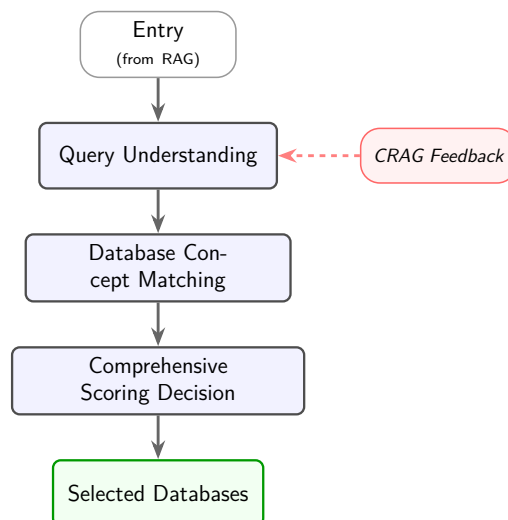 Entry
(from RAG)
Query Understanding
CRAG Feedback
Database Con-
cept Matching
Comprehensive
Scoring Decision
Selected Databases